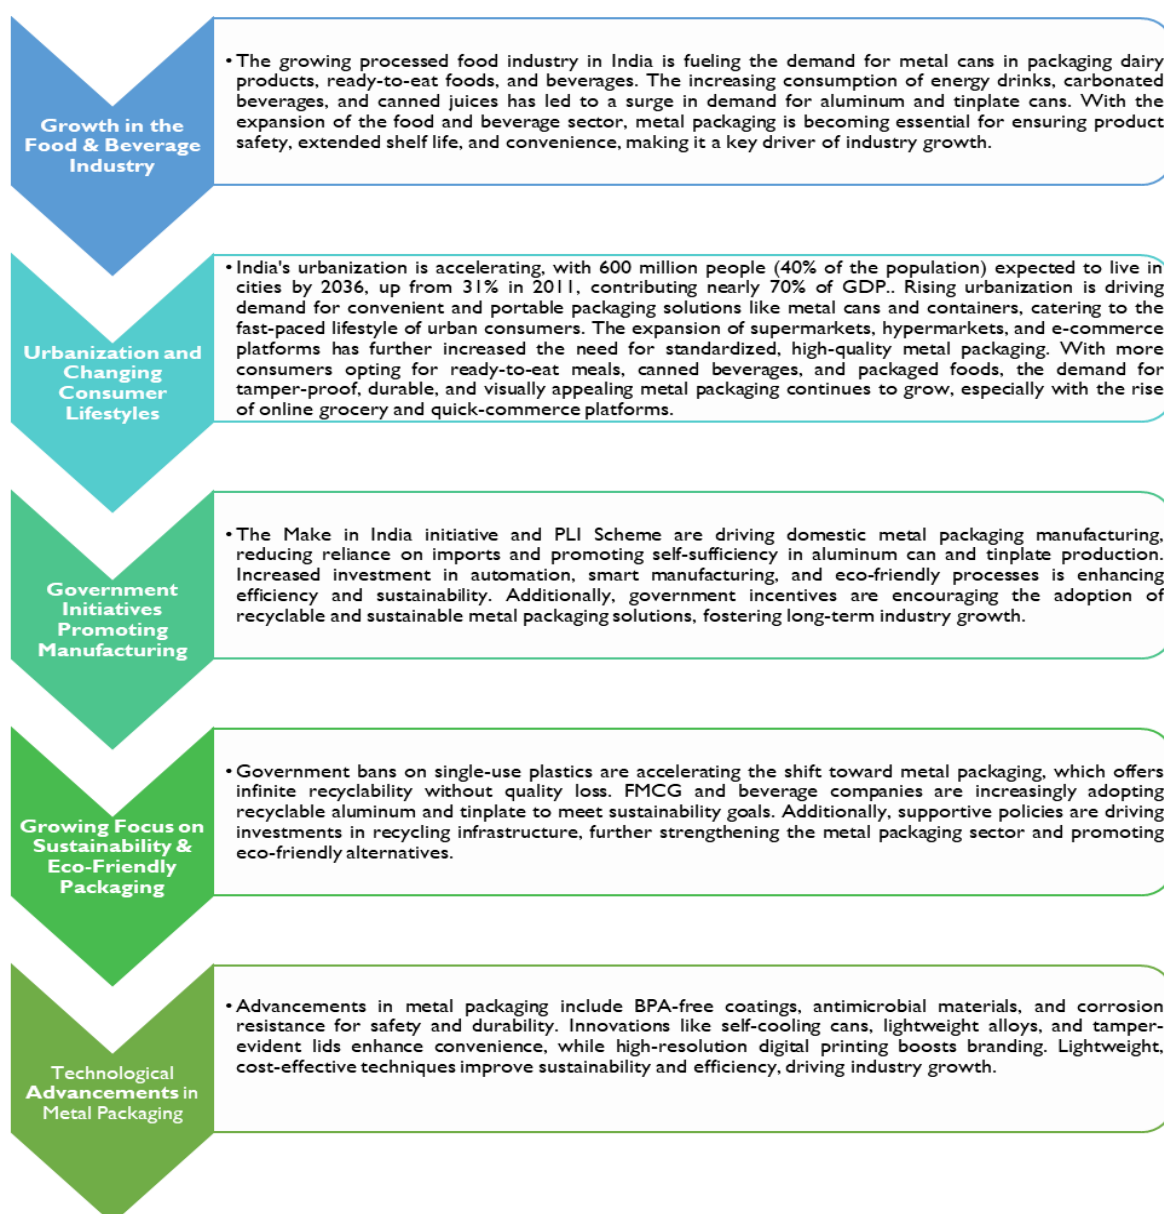 Growth in the
Food & Beverage
Industry
• The growing processed food industry in India is fueling the demand for metal cans in packaging dairy
products, ready-to-eat foods, and beverages. The increasing consumption of energy drinks, carbonated
beverages, and canned juices has led to a surge in demand for aluminum and tinplate cans. With the
expansion of the food and beverage sector, metal packaging is becoming essential for ensuring product
safety, extended shelf life, and convenience, making it a key driver of industry growth.
Urbanization and
Changing
Consumer
Lifestyles
• India's urbanization is accelerating, with 600 million people (40% of the population) expected to live in
cities by 2036, up from 31% in 2011, contributing nearly 70% of GDP.. Rising urbanization is driving
demand for convenient and portable packaging solutions like metal cans and containers, catering to the
fast-paced lifestyle of urban consumers. The expansion of supermarkets, hypermarkets, and e-commerce
platforms has further increased the need for standardized, high-quality metal packaging. With more
consumers opting for ready-to-eat meals, canned beverages, and packaged foods, the demand for
tamper-proof, durable, and visually appealing metal packaging continues to grow, especially with the rise
of online grocery and quick-commerce platforms.
Government
Initiatives
Promoting
Manufacturing
• The Make in India initiative and PLI Scheme are driving domestic metal packaging manufacturing,
reducing reliance on imports and promoting self-sufficiency in aluminum can and tinplate production.
Increased investment in automation, smart manufacturing, and eco-friendly processes is enhancing
efficiency and sustainability. Additionally, government incentives are encouraging the adoption of
recyclable and sustainable metal packaging solutions, fostering long-term industry growth.
Growing Focus on
Sustainability &
Eco-Friendly
Packaging
• Government bans on single-use plastics are accelerating the shift toward metal packaging, which offers
infinite recyclability without quality loss. FMCG and beverage companies are increasingly adopting
recyclable aluminum and tinplate to meet sustainability goals. Additionally, supportive policies are driving
investments in recycling infrastructure, further strengthening the metal packaging sector and promoting
eco-friendly alternatives.
Technological
Advancements in
Metal Packaging
• Advancements in metal packaging include BPA-free coatings, antimicrobial materials, and corrosion
resistance for safety and durability. Innovations like self-cooling cans, lightweight alloys, and tamper-
evident lids enhance convenience, while high-resolution digital printing boosts branding. Lightweight,
cost-effective techniques improve sustainability and efficiency, driving industry growth.